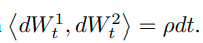 ⟨dW_t^1, dW_t^2⟩ = ρdt.